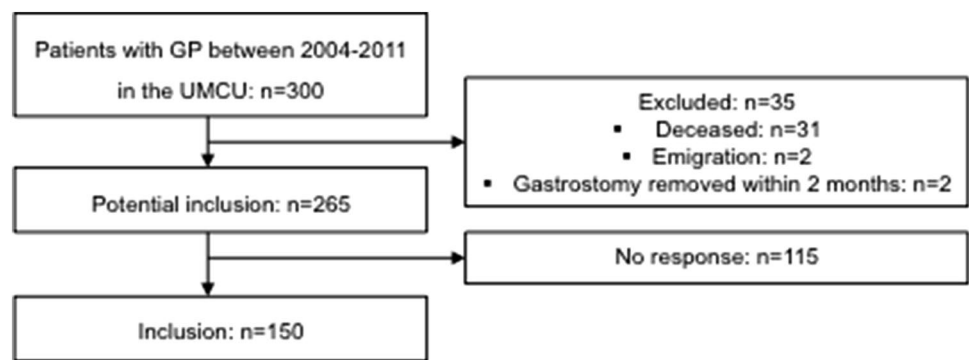 Patients with GP between 2004-2011
in the UMCU: n=300
Excluded: n=35
▪ Deceased: n=31
▪ Emigration: n=2
▪ Gastrostomy removed within 2 months: n=2
Potential inclusion: n=265
No response: n=115
Inclusion: n=150